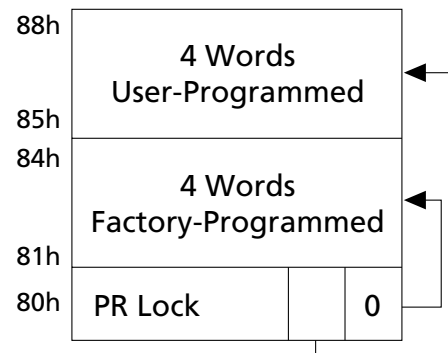 88h
4 Words
User-Programmed
85h
84h
4 Words
Factory-Programmed
81h
80h PR Lock 0